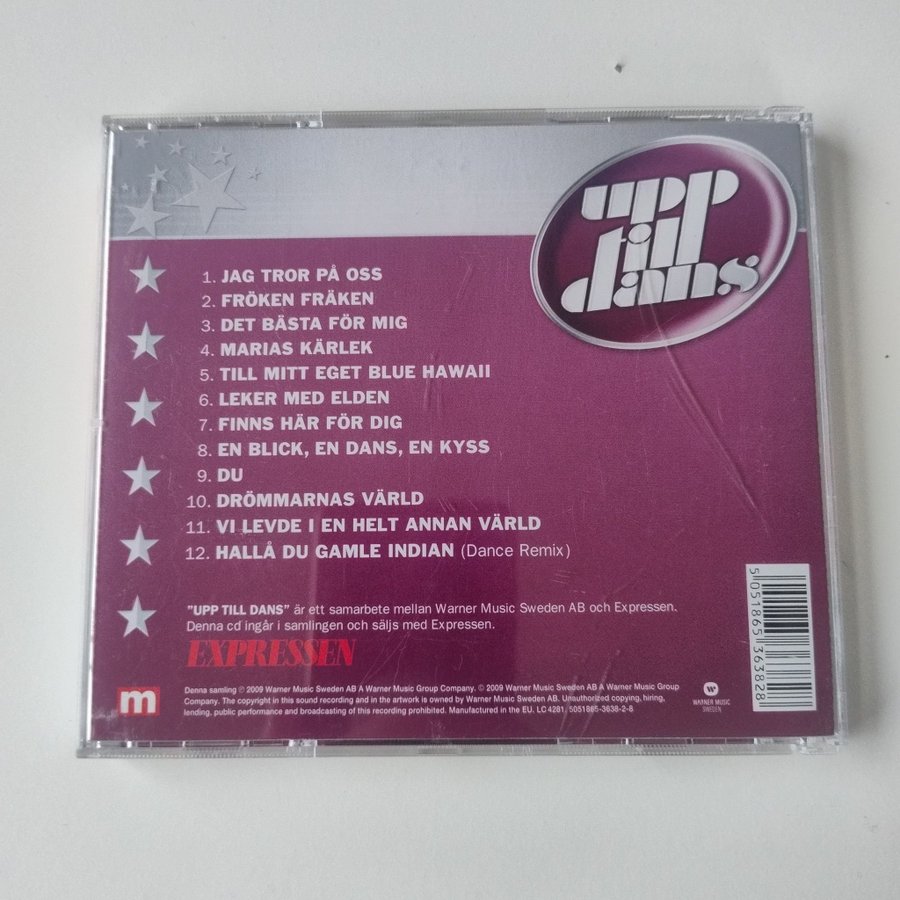 upp
till
dans
1. JAG TROR PÅ OSS
2. FRÖKEN FRÄKEN
3. DET BÄSTA FÖR MIG
4. MARIAS KÄRLEK
5. TILL MITT EGET BLUE HAWAII
6. LEKER MED ELDEN
7. FINNS HÄR FÖR DIG
8. EN BLICK, EN DANS, EN KYSS
9. DU
10. DRÖMMARNAS VÄRLD
11. VI LEVDE I EN HELT ANNAN VÄRLD
12. HALLÅ DU GAMLE INDIAN (Dance Remix)
"UPP TILL DANS" är ett samarbete mellan Warner Music Sweden AB och Expressen.
Denna cd ingår i samlingen och säljs med Expressen.
EXPRESSEN
m
Denna samling ℗ 2009 Warner Music Sweden AB A Warner Music Group Company. © 2009 Warner Music Sweden AB A Warner Music Group
Company. The copyright in this sound recording and in the artwork is owned by Warner Music Sweden AB. Unauthorized copying, hiring,
lending, public performance and broadcasting of this recording prohibited. Manufactured in the EU. LC 4281. 5051865-3638-2-8
WARNER MUSIC
SWEDEN
5 051865 363828